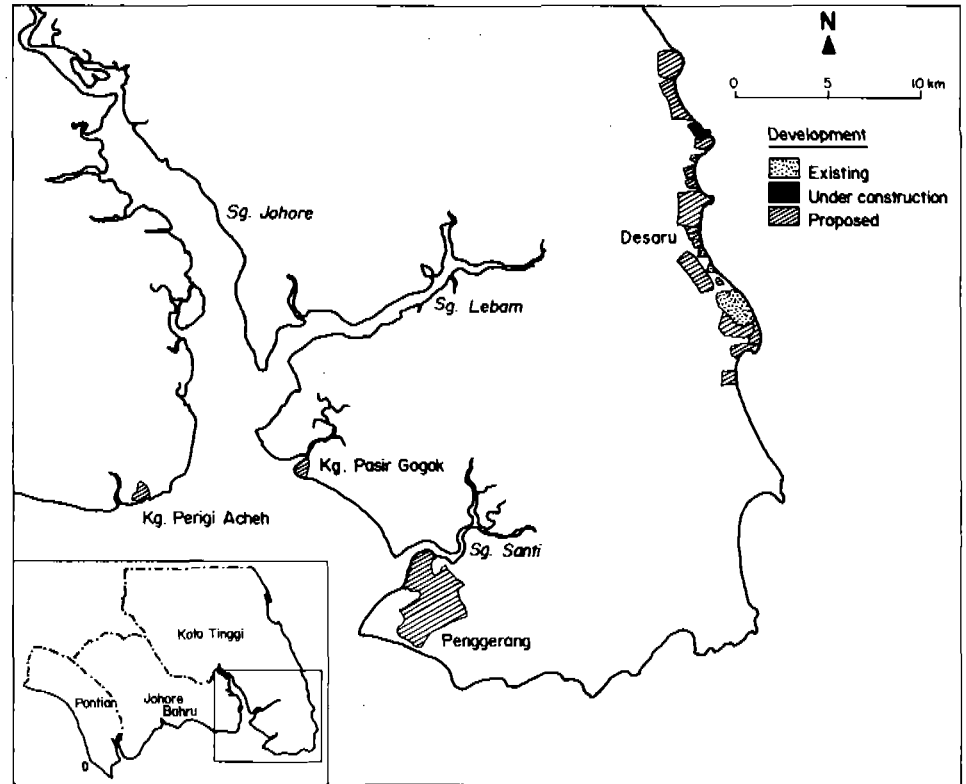 N
0 5 10 km
Development
Existing
Under construction
Proposed
Sg. Johore
Desaru
Sg. Lebam
Kg. Pasir Gogok
Kg. Perigi Acheh
Sg. Santi
Penggerang
Kota Tinggi
Pontian
Johore
Bahru